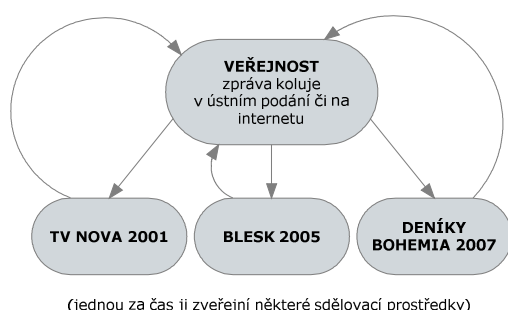 VEŘEJNOST
zpráva koluje
v ústním podání či na
internetu
TV NOVA 2001
BLESK 2005
DENÍKY
BOHEMIA 2007
(jednou za čas ji zveřejní některé sdělovací prostředky)